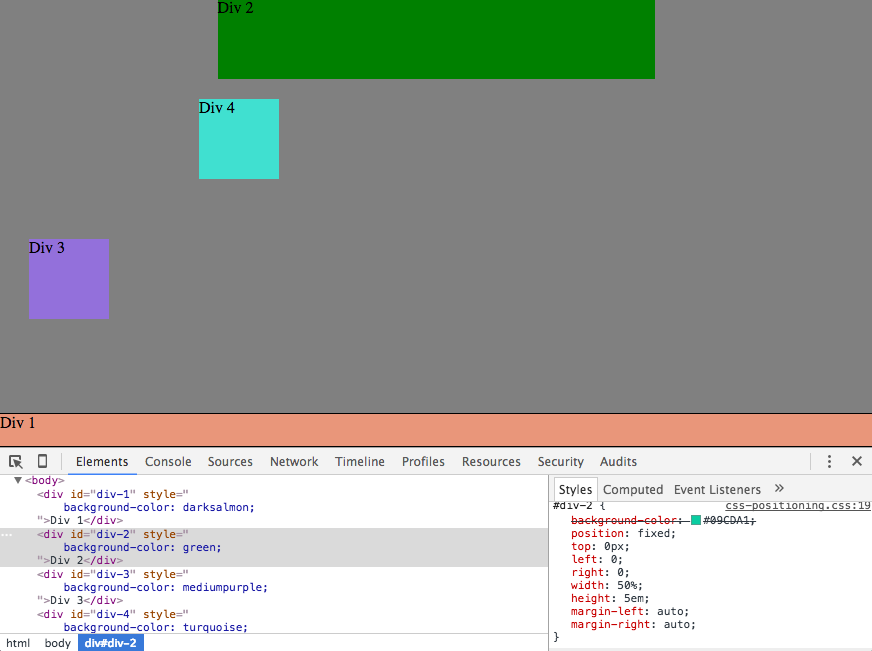 Div 2
Div 4
Div 3
Div 1
Elements Console Sources Network Timeline Profiles Resources Security Audits
▼<body>
<div id="div-1" style="
background-color: darksalmon;
">Div 1</div>
<div id="div-2" style="
background-color: green;
">Div 2</div>
<div id="div-3" style="
background-color: mediumpurple;
">Div 3</div>
<div id="div-4" style="
background-color: turquoise;
html body div#div-2
Styles Computed Event Listeners »
#div-2 { css-positioning.css:19
background-color: #09CDA1;
position: fixed;
top: 0px;
left: 0;
right: 0;
width: 50%;
height: 5em;
margin-left: auto;
margin-right: auto;
}